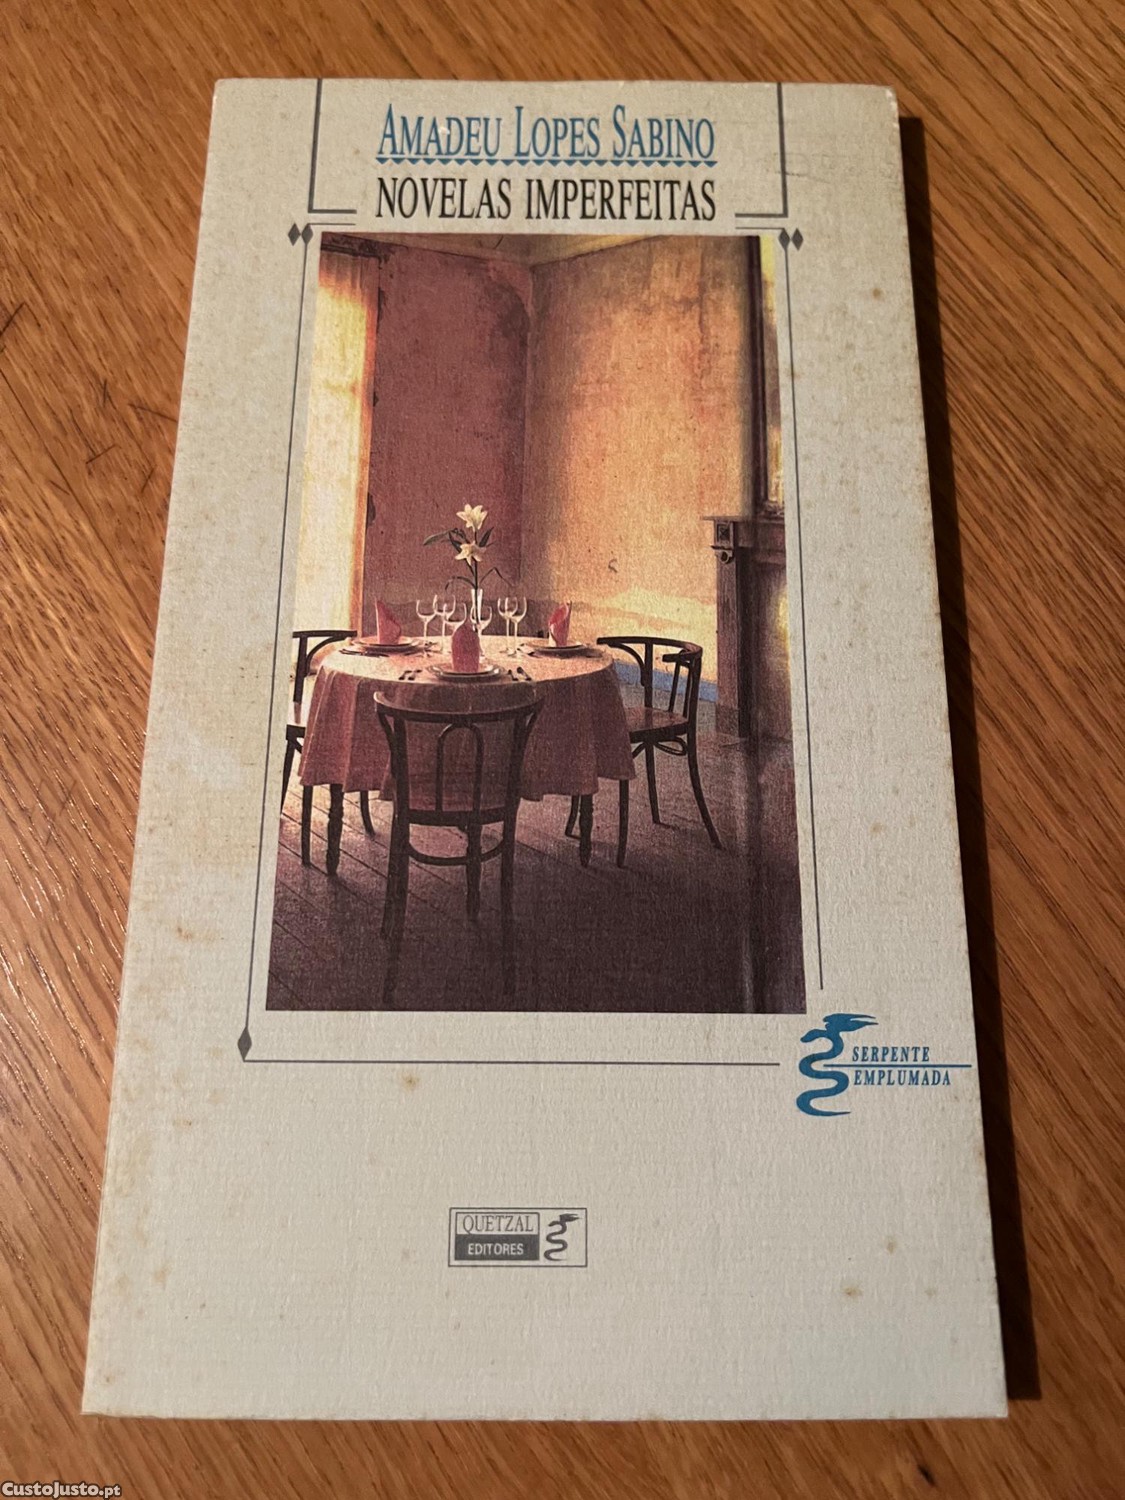 AMADEU LOPES SABINO
NOVELAS IMPERFEITAS
SERPENTE
EMPLUMADA
QUETZAL
EDITORES
CustoJusto.pt